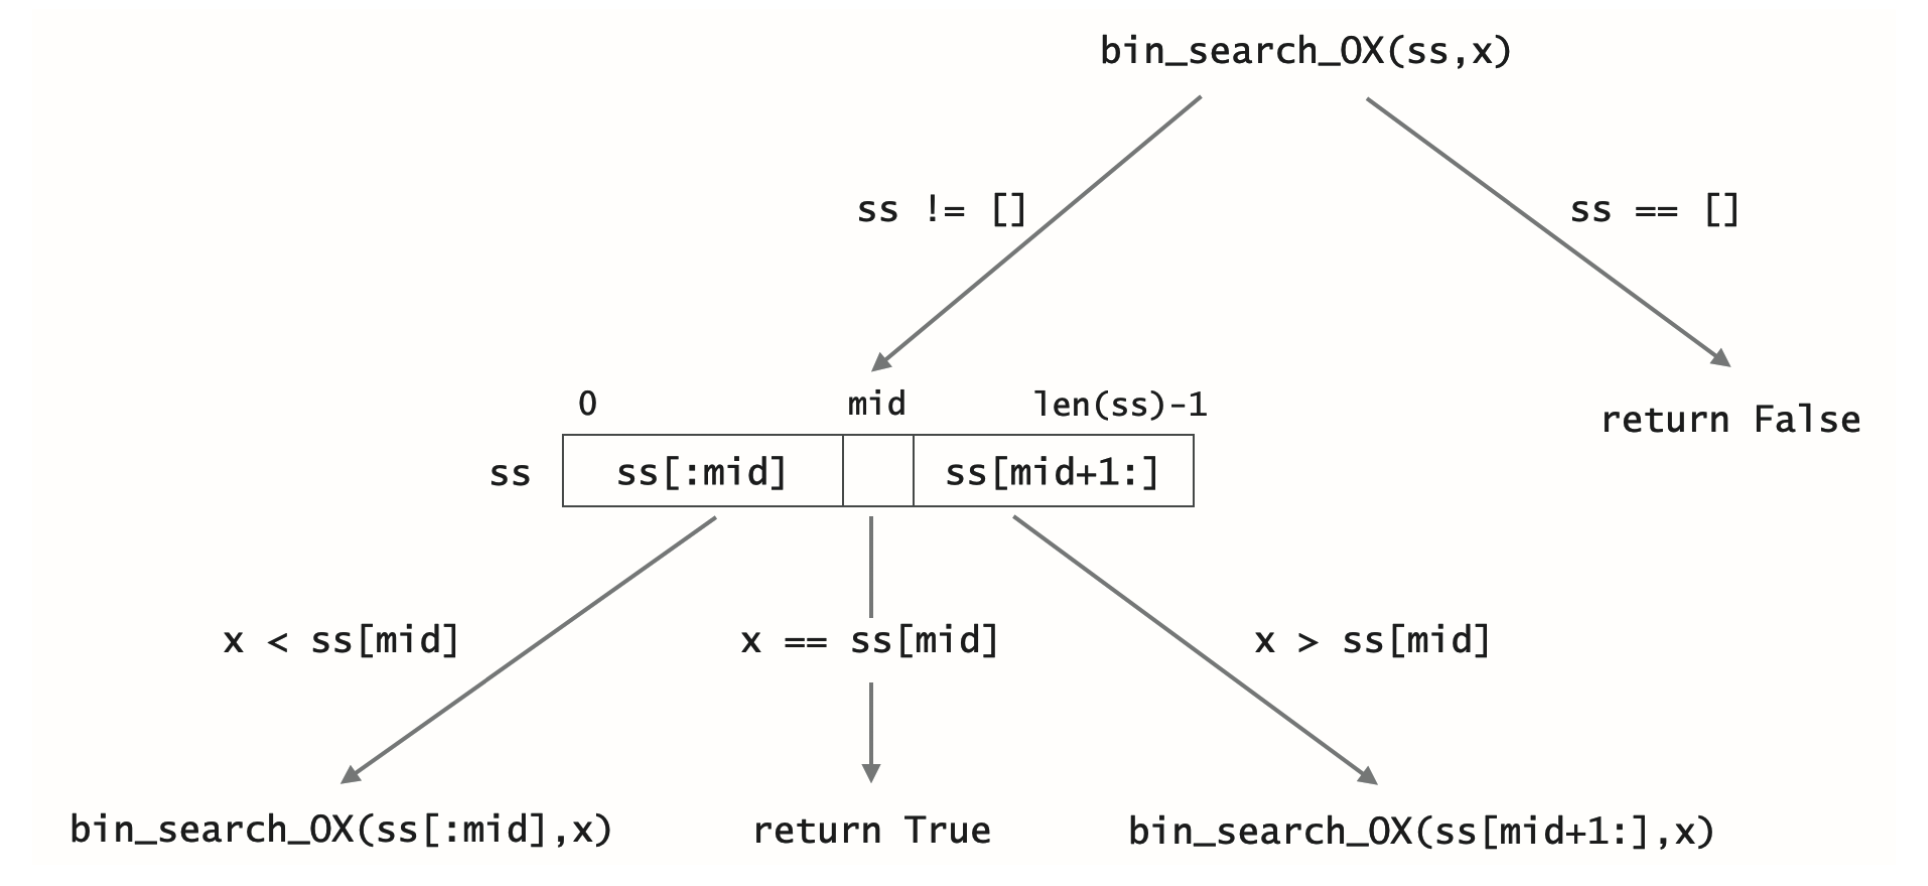 bin_search_OX(ss,x)
ss != []
ss == []
0 mid len(ss)-1
return False
ss ss[:mid] ss[mid+1:]
x < ss[mid]
x == ss[mid]
x > ss[mid]
bin_search_OX(ss[:mid],x)
return True
bin_search_OX(ss[mid+1:],x)